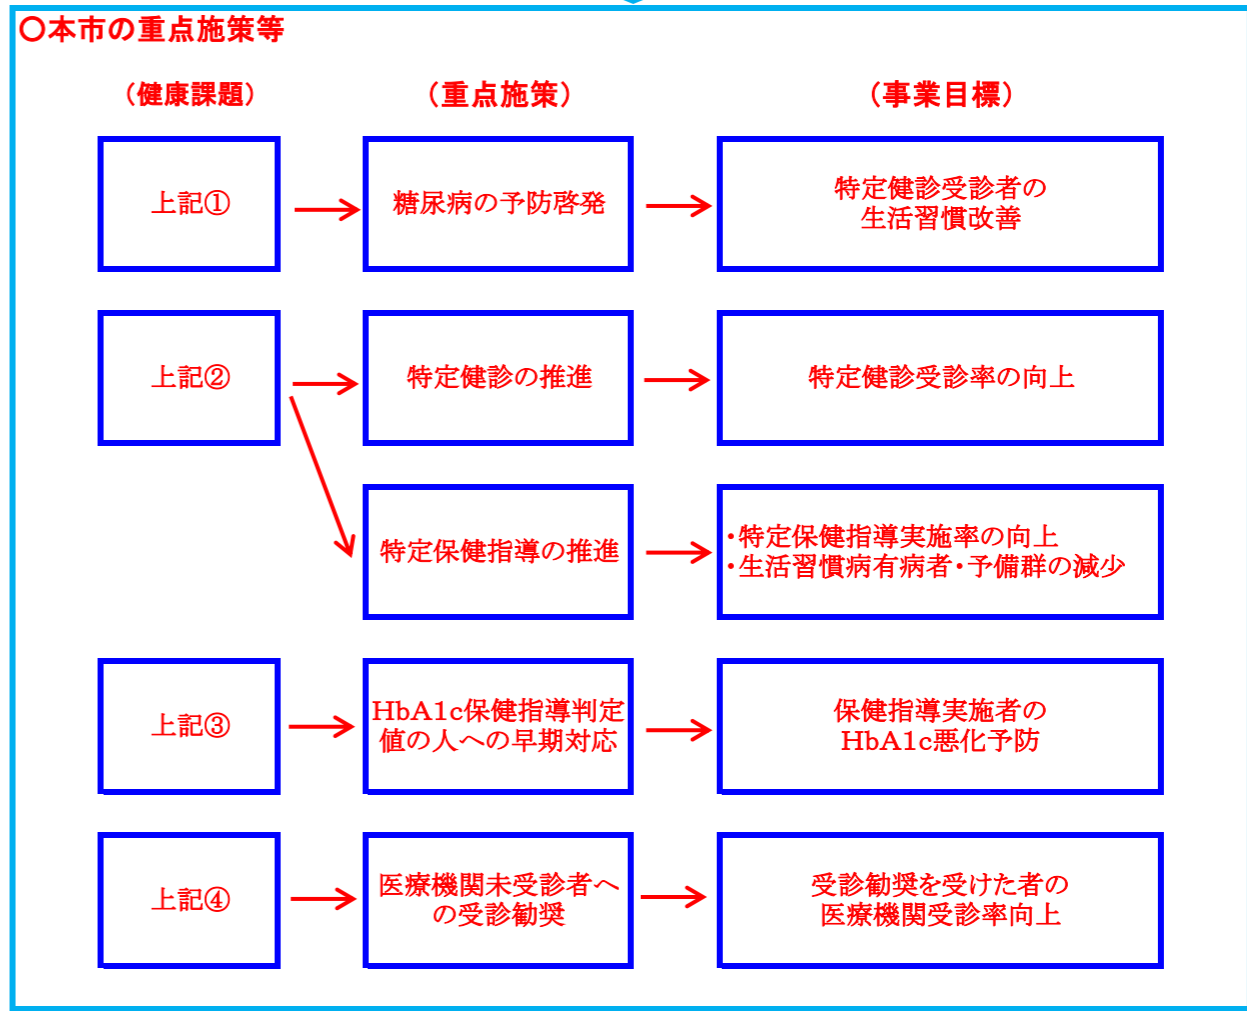 〇本市の重点施策等
（健康課題）
（重点施策）
（事業目標）
上記①
糖尿病の予防啓発
特定健診受診者の
生活習慣改善
上記②
特定健診の推進
特定健診受診率の向上
特定保健指導の推進
・特定保健指導実施率の向上
・生活習慣病有病者・予備群の減少
上記③
HbA1c保健指導判定
値の人への早期対応
保健指導実施者の
HbA1c悪化予防
上記④
医療機関未受診者へ
の受診勧奨
受診勧奨を受けた者の
医療機関受診率向上